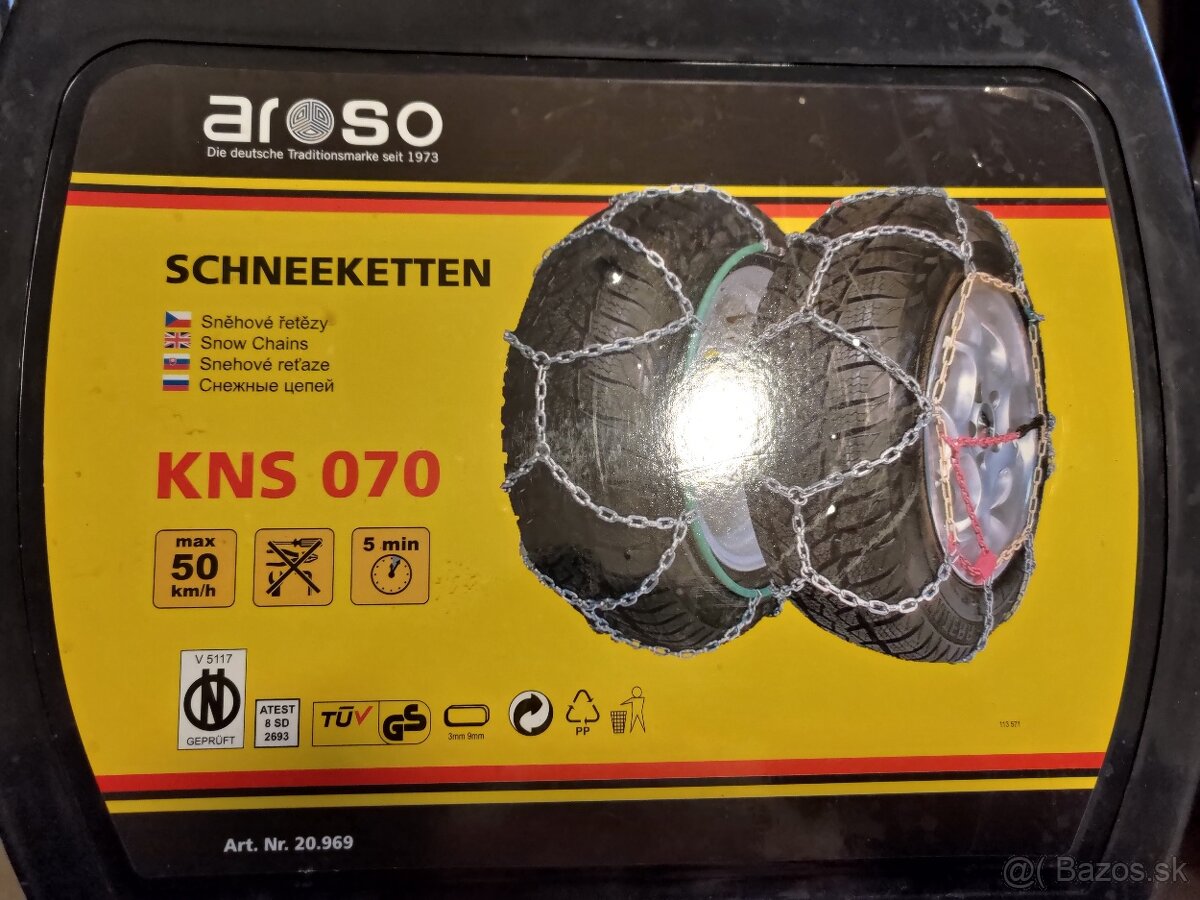 aroso
Die deutsche Traditionsmarke seit 1973
SCHNEEKETTEN
Sněhové řetězy
Snow Chains
Snehové reťaze
Снежные цепей
KNS 070
max
50
km/h
5 min
V 5117
GEPRÜFT
ATEST
8 SD
2693
TÜV GS
3mm 9mm
PP
113 571
Art. Nr. 20.969
@( Bazos.sk